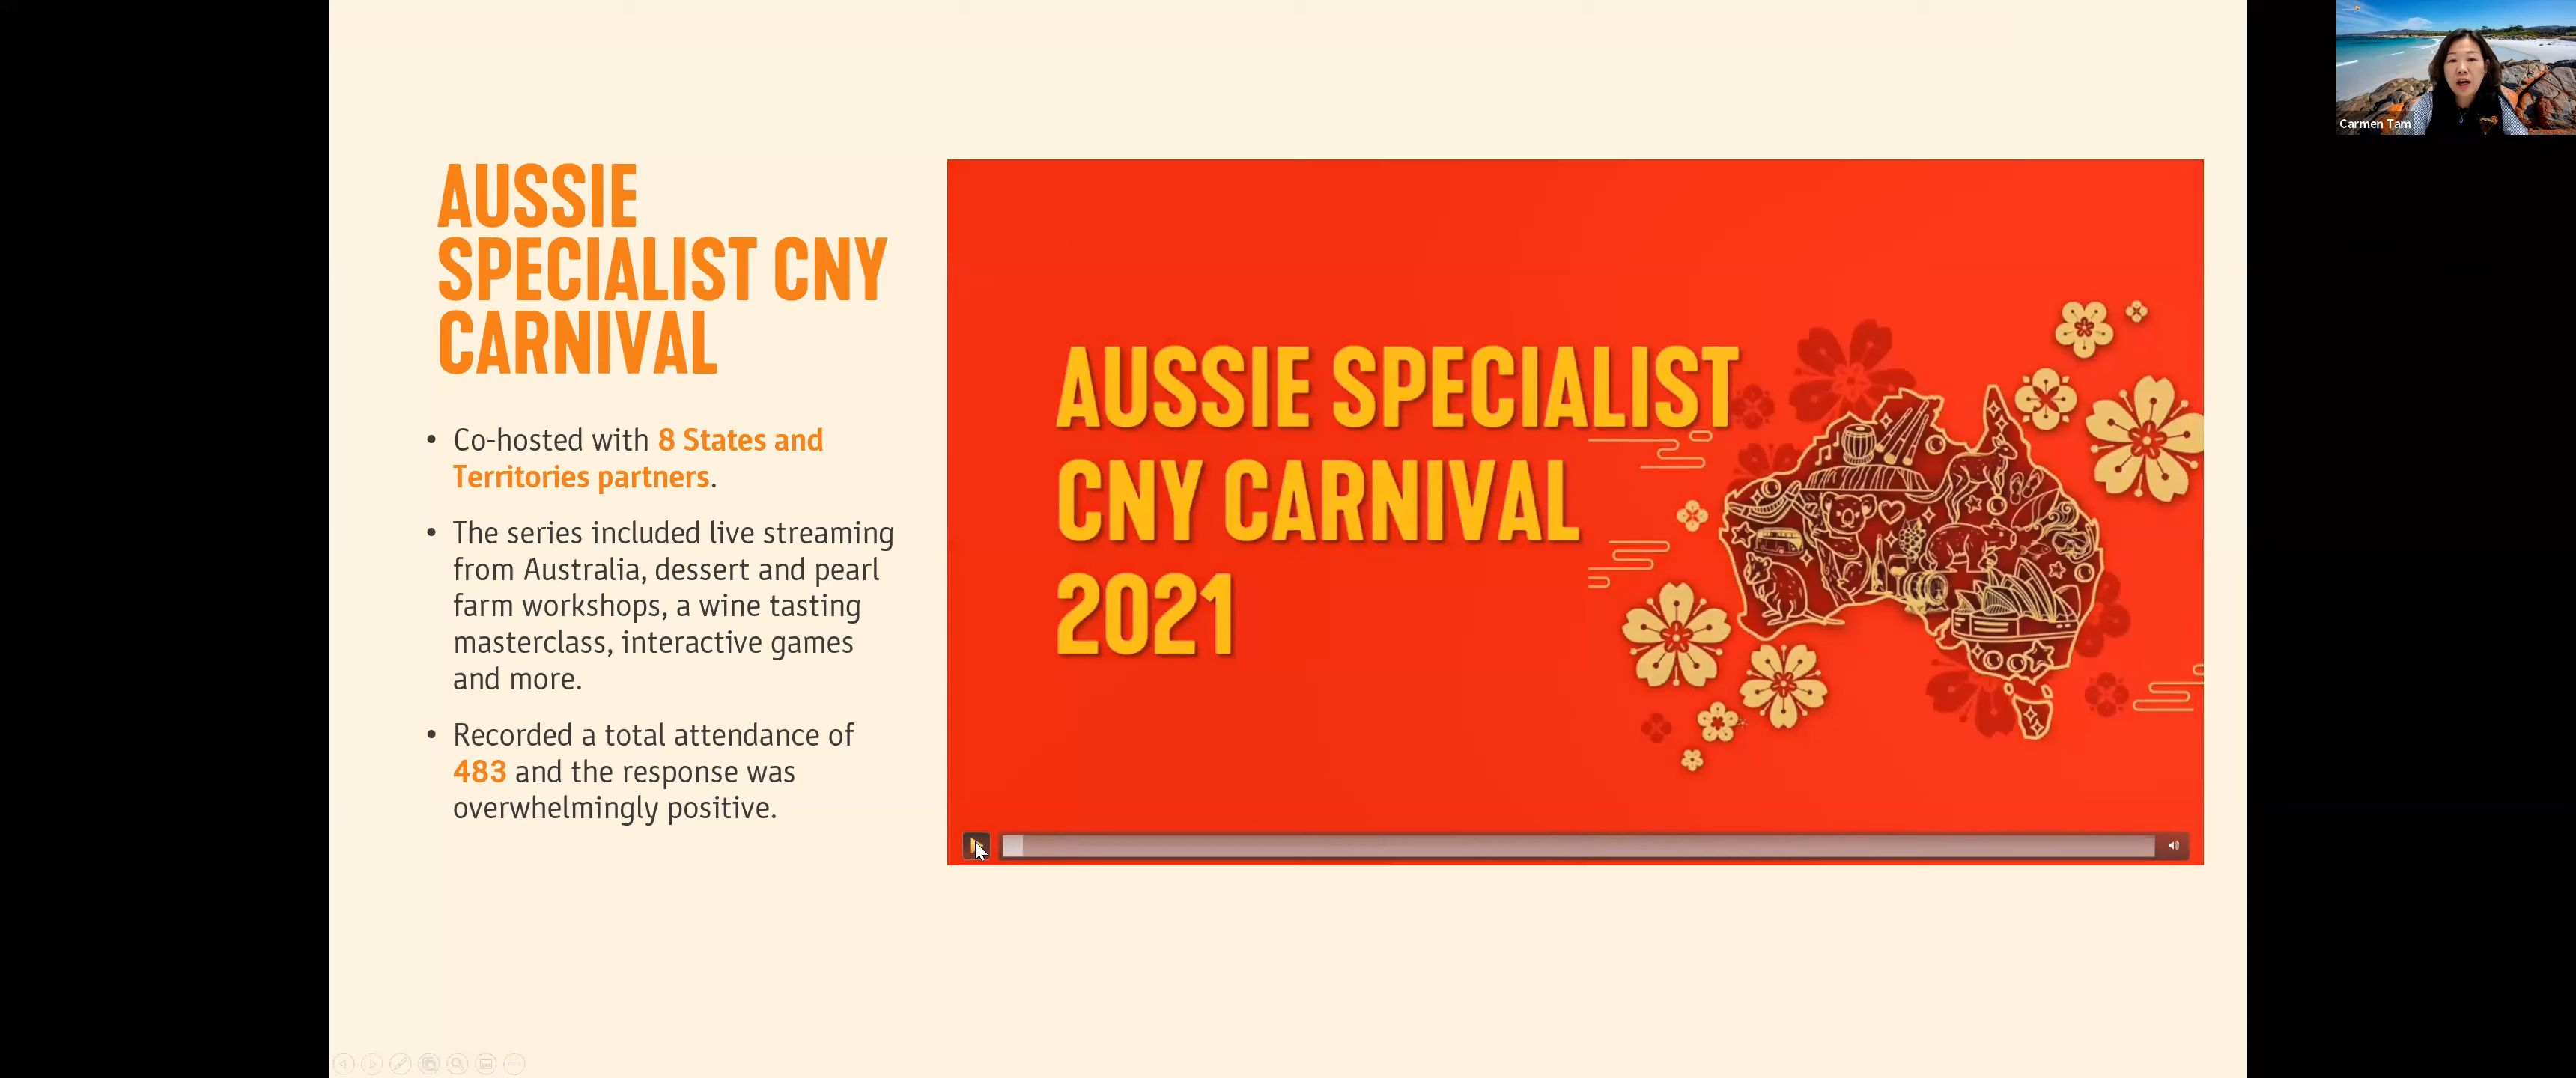 AUSSIE
SPECIALIST CNY
CARNIVAL
• Co-hosted with 8 States and
Territories partners.
• The series included live streaming
from Australia, dessert and pearl
farm workshops, a wine tasting
masterclass, interactive games
and more.
• Recorded a total attendance of
483 and the response was
overwhelmingly positive.
AUSSIE SPECIALIST
CNY CARNIVAL
2021
Carmen Tam